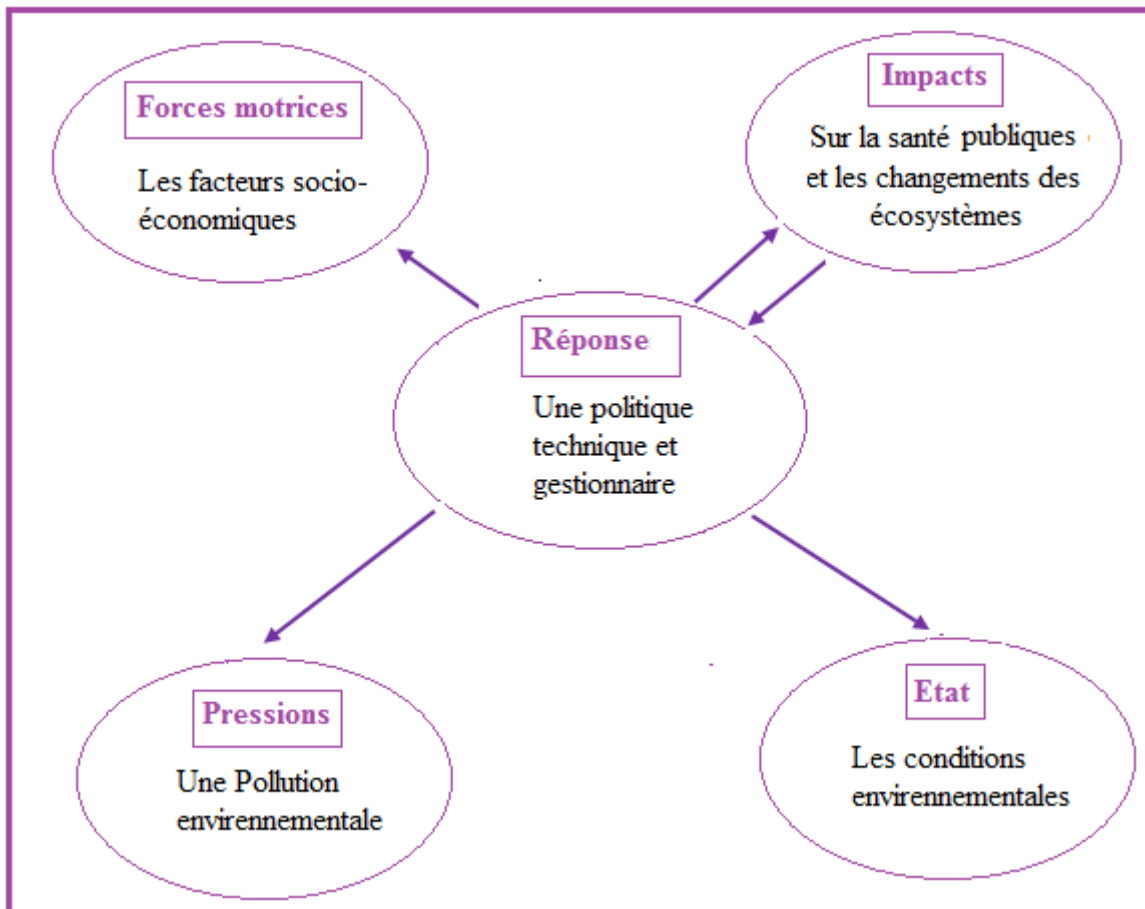 Forces motrices
Les facteurs socio-
économiques
Impacts
Sur la santé publiques
et les changements des
écosystèmes
Réponse
Une politique
technique et
gestionnaire
Pressions
Une Pollution
envirennementale
Etat
Les conditions
envirennementales